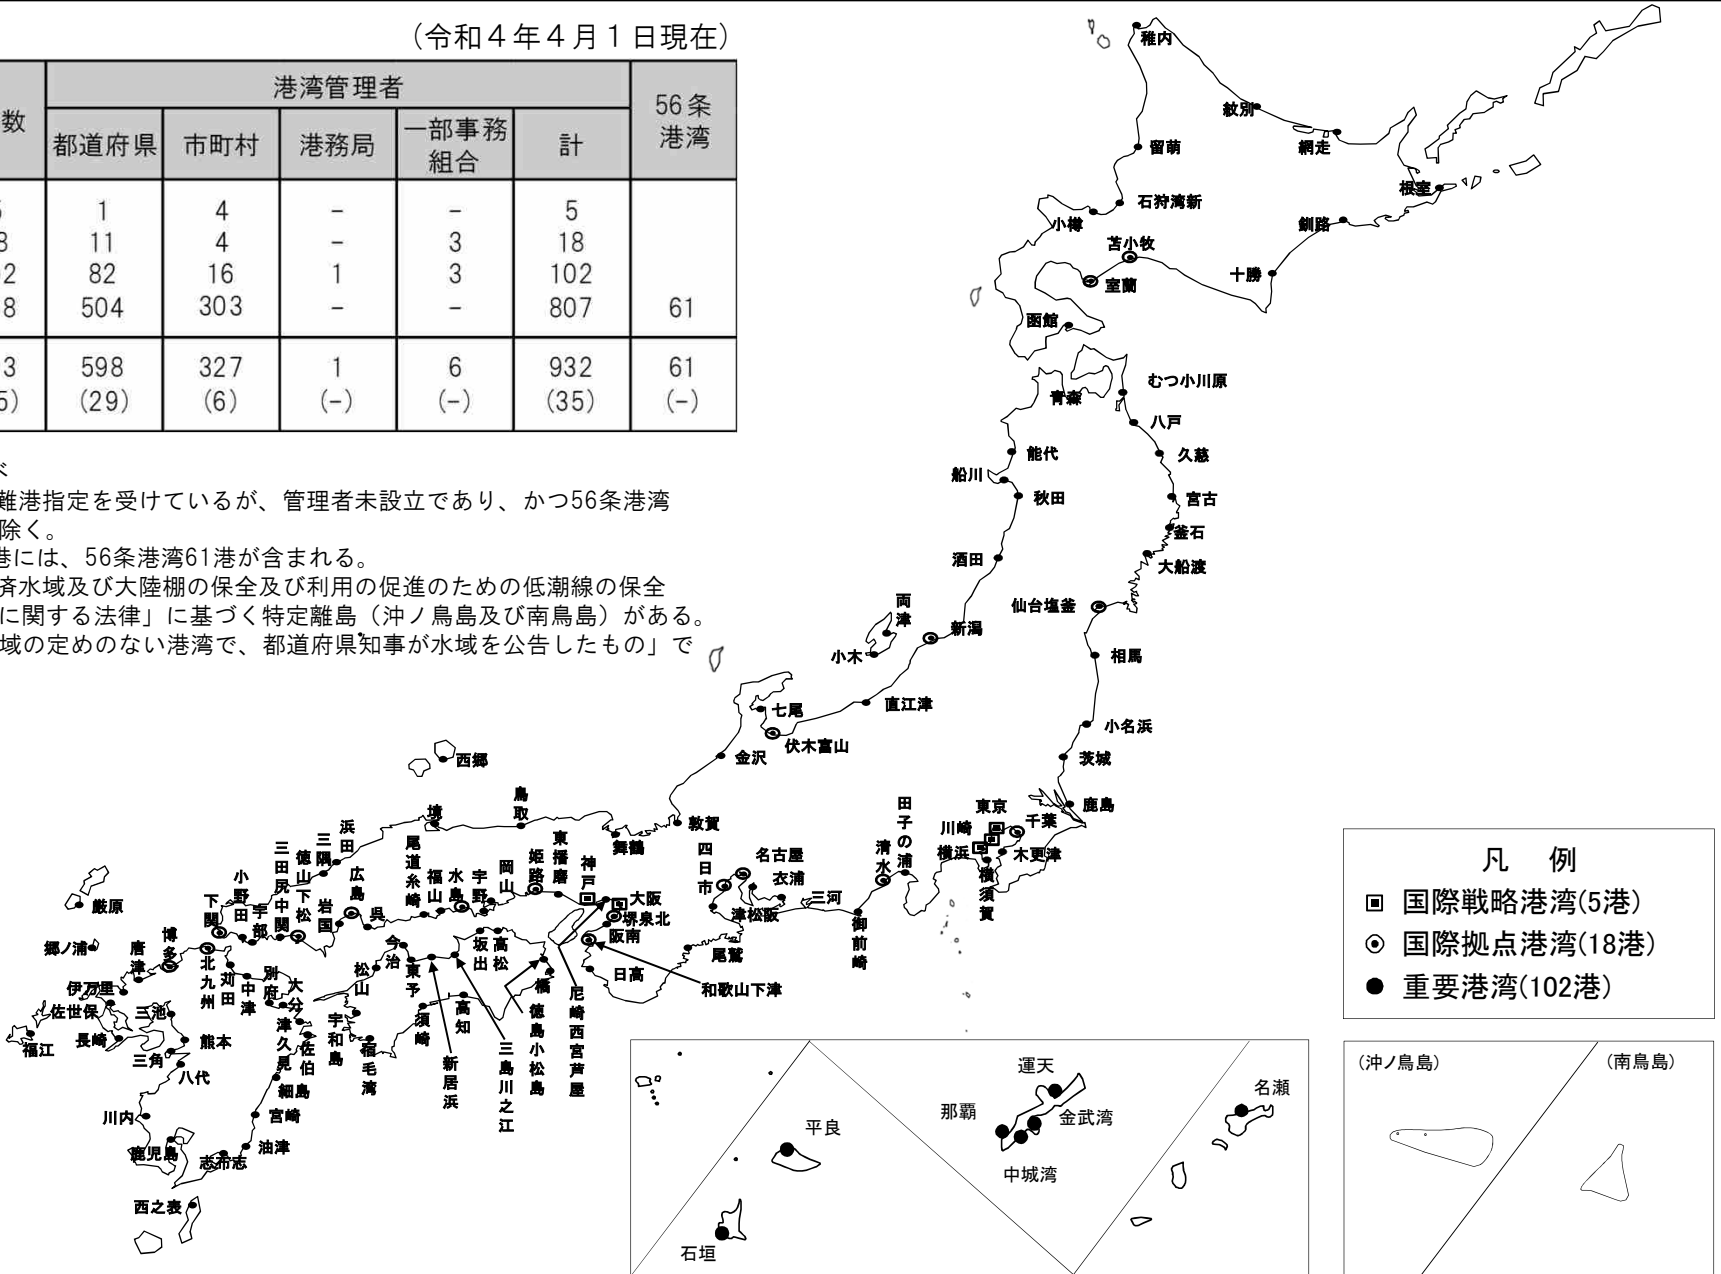 (令和４年４月１日現在)
数
港湾管理者
56条
港湾
都道府県
市町村
港務局
一部事務
組合
計
1 4 - - 5
8 11 4 - 3 18
2 82 16 1 3 102
8 504 303 - - 807 61
3 598 327 1 6 932 61
5) (29) (6) (-) (-) (35) (-)
べ
難港指定を受けているが、管理者未設立であり、かつ56条港湾
除く。
港には、56条港湾61港が含まれる。
済水域及び大陸棚の保全及び利用の促進のための低潮線の保全
に関する法律」に基づく特定離島（沖ノ鳥島及び南鳥島）がある。
域の定めのない港湾で、都道府県知事が水域を公告したもの」で
稚内
紋別
網走
留萌
根室
石狩湾新
小樽
釧路
苫小牧
十勝
室蘭
函館
むつ小川原
青森
八戸
能代
久慈
船川
秋田
宮古
釜石
酒田
大船渡
両津
仙台塩釜
新潟
小木
相馬
七尾
直江津
小名浜
伏木富山
金沢
茨城
西郷
鹿島
東京
千葉
川崎
横浜
木更津
横須賀
田子の浦
清水
敦賀
舞鶴
鳥取
境
浜田
三隅
徳山下松
三田尻中関
小野田
宇部
下関
広島
岩国
呉
尾道糸崎
福山
水島
宇野
岡山
姫路
東播磨
神戸
大阪
堺泉北
阪南
四日市
名古屋
衣浦
三河
津松阪
御前崎
尾鷲
日高
和歌山下津
厳原
郷ノ浦
唐津
博多
北九州
苅田
中津
別府
大分
津久見
佐伯
細島
宮崎
油津
志布志
伊万里
佐世保
三池
長崎
福江
熊本
三角
八代
川内
鹿児島
西之表
今治
東予
松山
宇和島
宿毛湾
須崎
高知
坂出
高松
橘
徳島小松島
新居浜
三島川之江
尼崎西宮芦屋
凡　例
国際戦略港湾(5港)
国際拠点港湾(18港)
重要港湾(102港)
運天
那覇
金武湾
中城湾
名瀬
平良
石垣
(沖ノ鳥島)
(南鳥島)